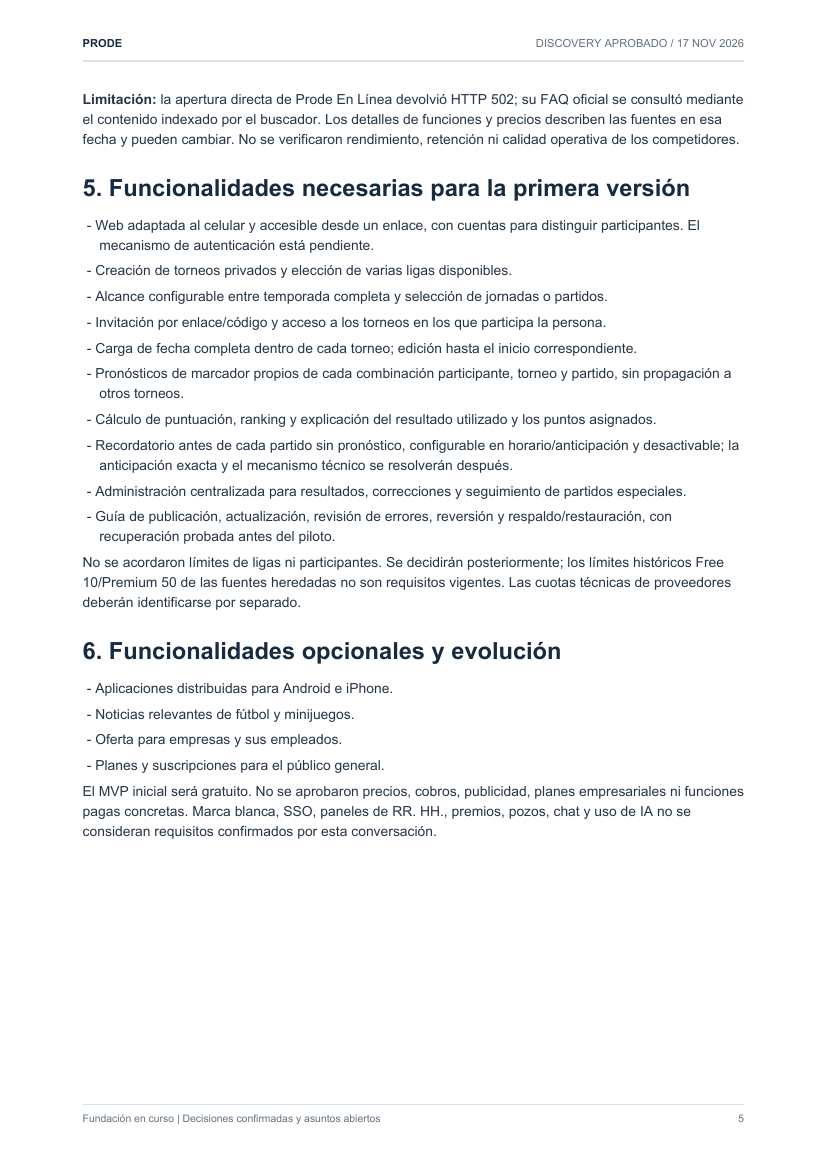 PRODE
DISCOVERY APROBADO / 17 NOV 2026
Limitación: la apertura directa de Prode En Línea devolvió HTTP 502; su FAQ oficial se consultó mediante
el contenido indexado por el buscador. Los detalles de funciones y precios describen las fuentes en esa
fecha y pueden cambiar. No se verificaron rendimiento, retención ni calidad operativa de los competidores.
5. Funcionalidades necesarias para la primera versión
- Web adaptada al celular y accesible desde un enlace, con cuentas para distinguir participantes. El
mecanismo de autenticación está pendiente.
- Creación de torneos privados y elección de varias ligas disponibles.
- Alcance configurable entre temporada completa y selección de jornadas o partidos.
- Invitación por enlace/código y acceso a los torneos en los que participa la persona.
- Carga de fecha completa dentro de cada torneo; edición hasta el inicio correspondiente.
- Pronósticos de marcador propios de cada combinación participante, torneo y partido, sin propagación a
otros torneos.
- Cálculo de puntuación, ranking y explicación del resultado utilizado y los puntos asignados.
- Recordatorio antes de cada partido sin pronóstico, configurable en horario/anticipación y desactivable; la
anticipación exacta y el mecanismo técnico se resolverán después.
- Administración centralizada para resultados, correcciones y seguimiento de partidos especiales.
- Guía de publicación, actualización, revisión de errores, reversión y respaldo/restauración, con
recuperación probada antes del piloto.
No se acordaron límites de ligas ni participantes. Se decidirán posteriormente; los límites históricos Free
10/Premium 50 de las fuentes heredadas no son requisitos vigentes. Las cuotas técnicas de proveedores
deberán identificarse por separado.
6. Funcionalidades opcionales y evolución
- Aplicaciones distribuidas para Android e iPhone.
- Noticias relevantes de fútbol y minijuegos.
- Oferta para empresas y sus empleados.
- Planes y suscripciones para el público general.
El MVP inicial será gratuito. No se aprobaron precios, cobros, publicidad, planes empresariales ni funciones
pagas concretas. Marca blanca, SSO, paneles de RR. HH., premios, pozos, chat y uso de IA no se
consideran requisitos confirmados por esta conversación.
Fundación en curso | Decisiones confirmadas y asuntos abiertos
5